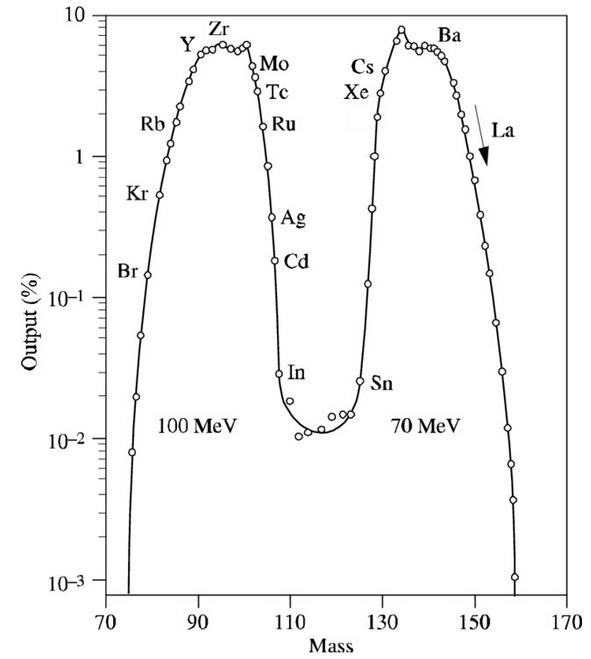 10
Zr
Y
Ba
Mo
Cs
Tc
Xe
Rb
Ru
La
1
Kr
Ag
Br
Cd
Output (%)
10⁻¹
In
Sn
100 MeV
70 MeV
10⁻²
10⁻³
70
90
110
130
150
170
Mass